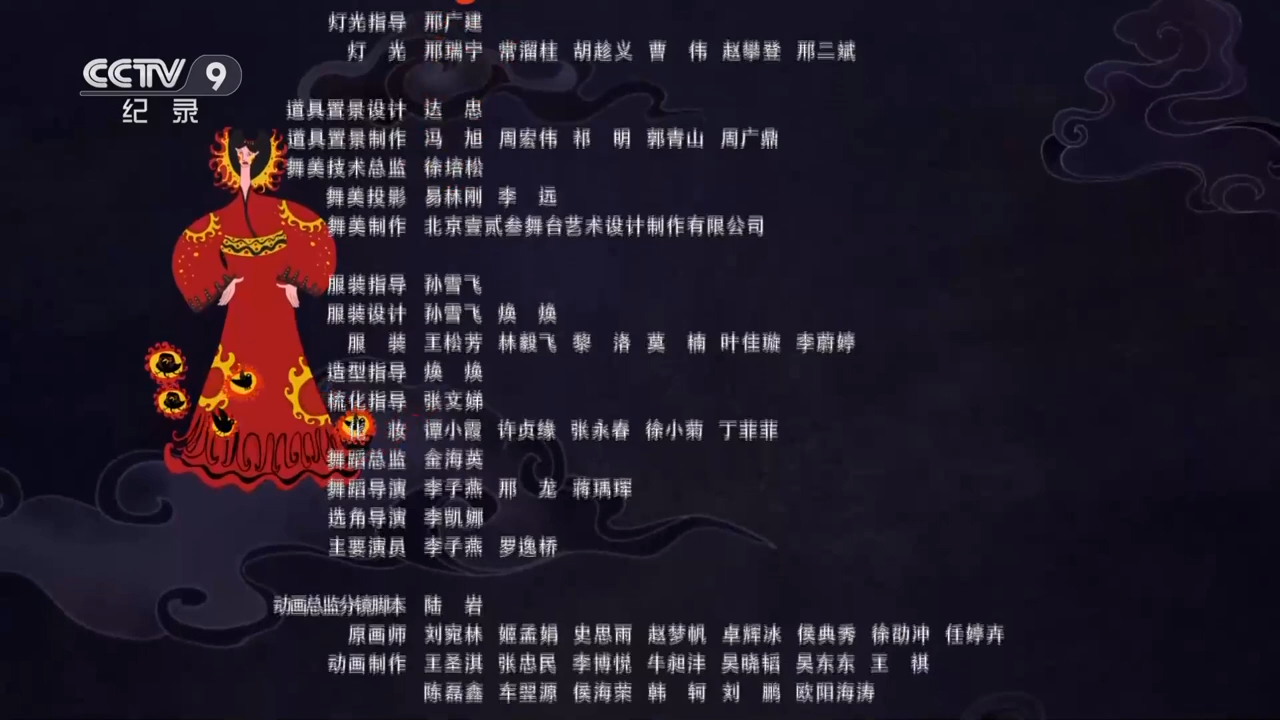 灯光指导 邢广建
灯 光 邢瑞宁 常溜柱 胡趁义 曹 伟 赵攀登 邢二斌
CCTV 9
纪 录
道具置景设计 达 忠
道具置景制作 冯 旭 周宏伟 祁 明 郭青山 周广鼎
舞美技术总监 徐培松
舞美投影 易林刚 李 远
舞美制作 北京壹贰叁舞台艺术设计制作有限公司
服装指导 孙雪飞
服装设计 孙雪飞 焕 焕
服 装 王松芳 林毅飞 黎 洛 莫 楠 叶佳璇 李蔚婷
造型指导 焕 焕
梳化指导 张文娣
化 妆 谭小霞 许贞缘 张永春 徐小菊 丁菲菲
舞蹈总监 金海英
舞蹈导演 李子燕 邢 龙 蒋瑀珲
选角导演 李凯娜
主要演员 李子燕 罗逸桥
动画总监分镜脚本 陆 岩
原画师 刘宛林 姬孟娟 史思雨 赵梦帆 卓辉冰 侯典秀 徐劭冲 任婷卉
动画制作 王圣淇 张忠民 李博悦 牛昶沣 吴晓韬 吴东东 王 祺
陈磊鑫 车翌源 侯海荣 韩 轲 刘 鹏 欧阳海涛